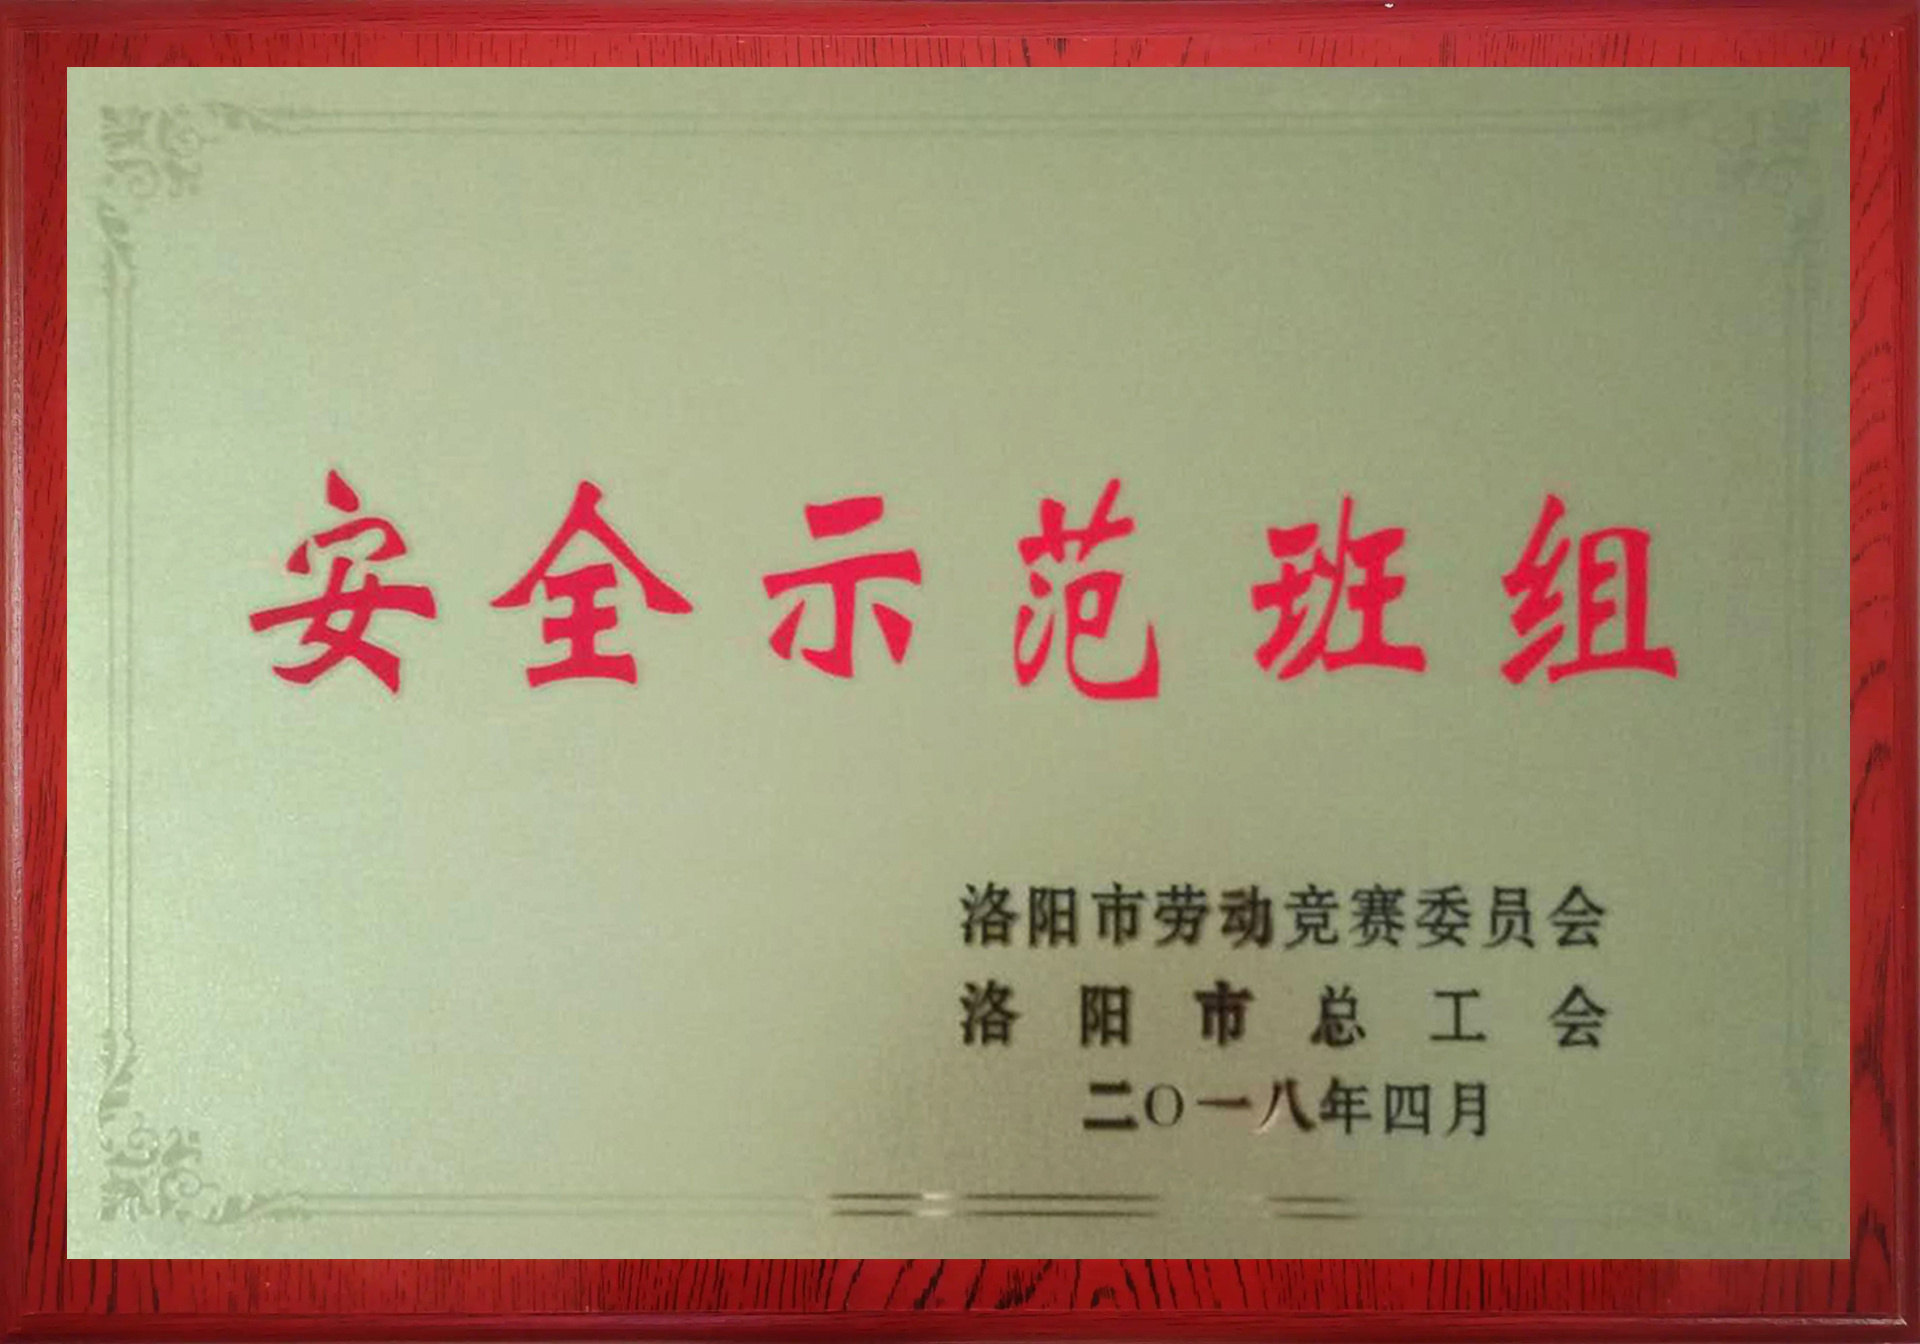 安全示范班组
洛阳市劳动竞赛委员会
洛阳市总工会
二〇一八年四月